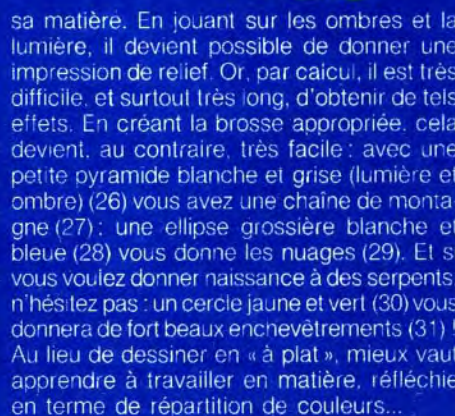 sa matière. En jouant sur les ombres et la
lumière, il devient possible de donner une
impression de relief. Or, par calcul, il est très
difficile, et surtout très long, d'obtenir de tels
effets. En créant la brosse appropriée, cela
devient, au contraire, très facile : avec une
petite pyramide blanche et grise (lumière et
ombre) (26) vous avez une chaîne de monta-
gne (27) ; une ellipse grossière blanche et
bleue (28) vous donne les nuages (29). Et si
vous voulez donner naissance à des serpents,
n'hésitez pas : un cercle jaune et vert (30) vous
donnera de fort beaux enchevêtrements (31) !
Au lieu de dessiner en « à plat », mieux vaut
apprendre à travailler en matière, réfléchie
en terme de répartition de couleurs...